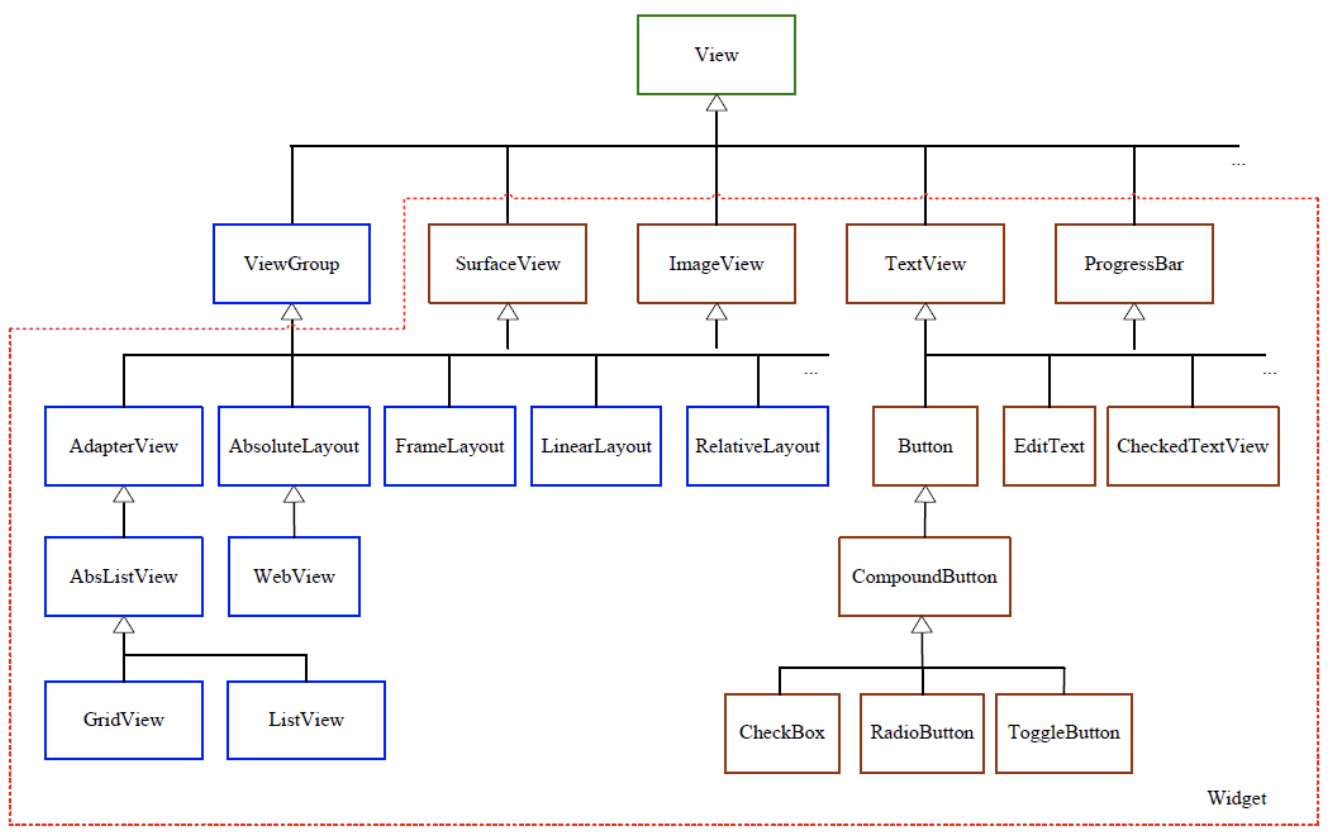 View
...
ViewGroup
SurfaceView
ImageView
TextView
ProgressBar
...
...
AdapterView
AbsoluteLayout
FrameLayout
LinearLayout
RelativeLayout
Button
EditText
CheckedTextView
AbsListView
WebView
CompoundButton
GridView
ListView
CheckBox
RadioButton
ToggleButton
Widget